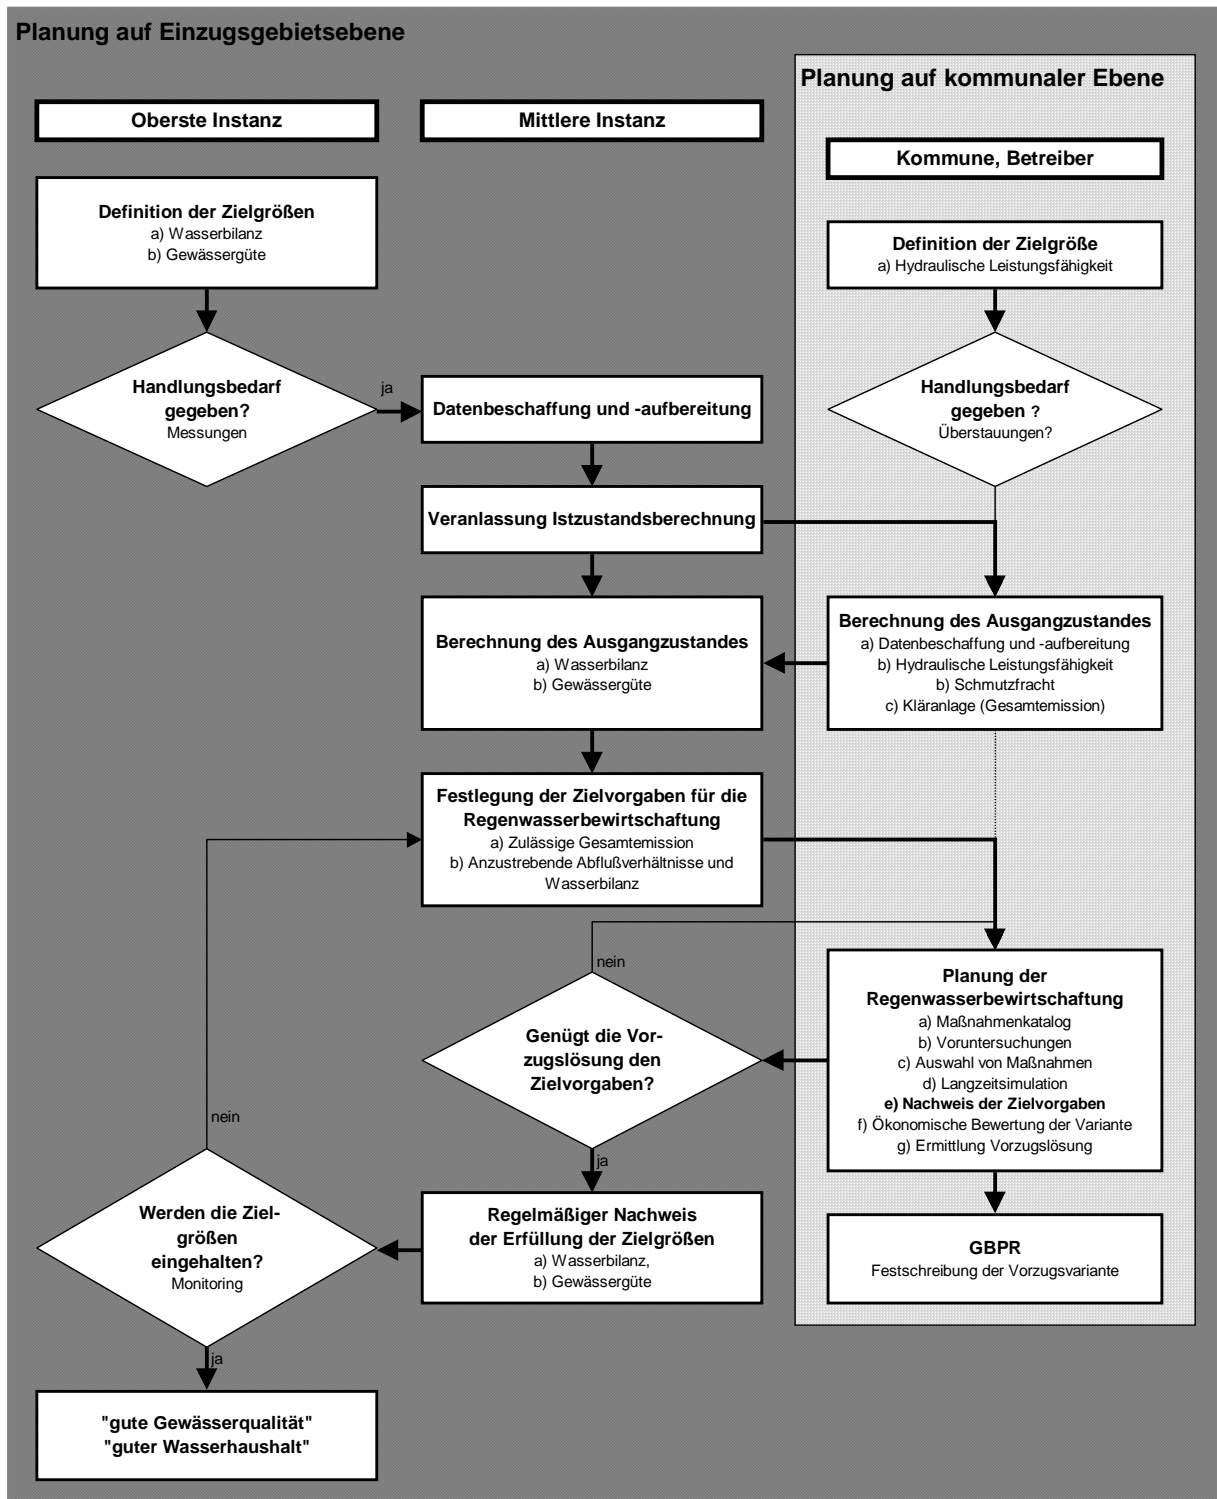 Planung auf Einzugsgebietsebene
Planung auf kommunaler Ebene
Oberste Instanz
Mittlere Instanz
Kommune, Betreiber
Definition der Zielgrößen
a) Wasserbilanz
b) Gewässergüte
Definition der Zielgröße
a) Hydraulische Leistungsfähigkeit
Handlungsbedarf
gegeben?
Messungen
ja
Datenbeschaffung und -aufbereitung
Handlungsbedarf
gegeben ?
Überstauungen?
Veranlassung Istzustandsberechnung
Berechnung des Ausgangzustandes
a) Wasserbilanz
b) Gewässergüte
Berechnung des Ausgangzustandes
a) Datenbeschaffung und -aufbereitung
b) Hydraulische Leistungsfähigkeit
b) Schmutzfracht
c) Kläranlage (Gesamtemission)
Festlegung der Zielvorgaben für die
Regenwasserbewirtschaftung
a) Zulässige Gesamtemission
b) Anzustrebende Abflußverhältnisse und
Wasserbilanz
nein
Genügt die Vor-
zugslösung den
Zielvorgaben?
ja
Planung der
Regenwasserbewirtschaftung
a) Maßnahmenkatalog
b) Voruntersuchungen
c) Auswahl von Maßnahmen
d) Langzeitsimulation
e) Nachweis der Zielvorgaben
f) Ökonomische Bewertung der Variante
g) Ermittlung Vorzugslösung
nein
Werden die Ziel-
größen
eingehalten?
Monitoring
ja
Regelmäßiger Nachweis
der Erfüllung der Zielgrößen
a) Wasserbilanz,
b) Gewässergüte
GBPR
Festschreibung der Vorzugsvariante
"gute Gewässerqualität"
"guter Wasserhaushalt"